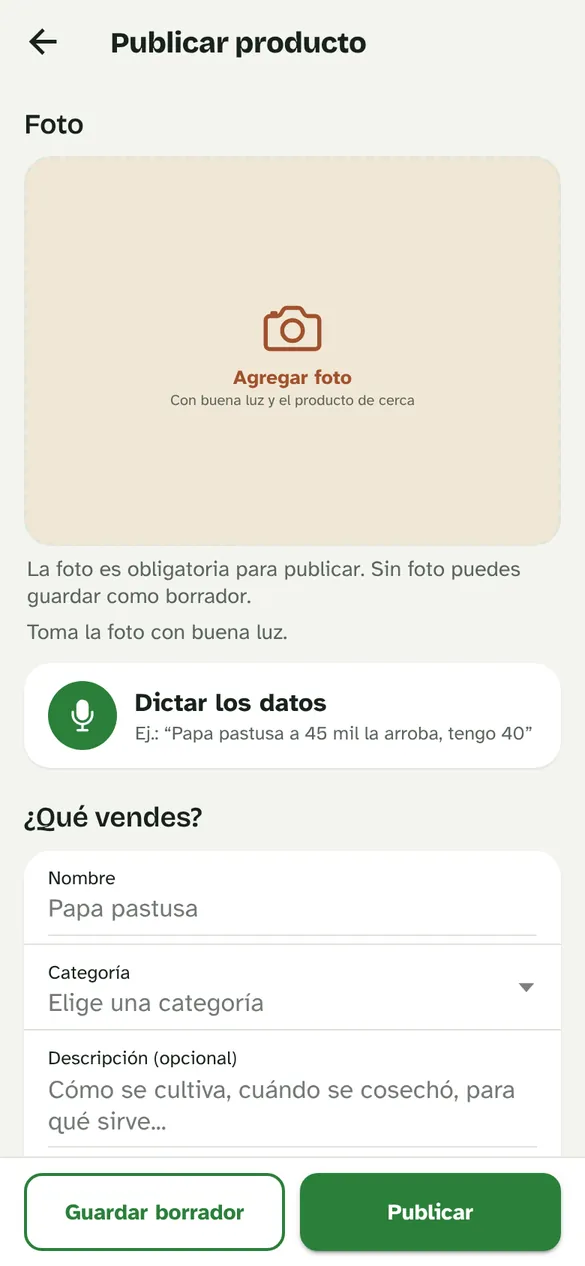 Publicar producto
Foto
Agregar foto
Con buena luz y el producto de cerca
La foto es obligatoria para publicar. Sin foto puedes
guardar como borrador.
Toma la foto con buena luz.
Dictar los datos
Ej.: “Papa pastusa a 45 mil la arroba, tengo 40”
¿Qué vendes?
Nombre
Papa pastusa
Categoría
Elige una categoría
Descripción (opcional)
Cómo se cultiva, cuándo se cosechó, para
qué sirve...
Guardar borrador
Publicar